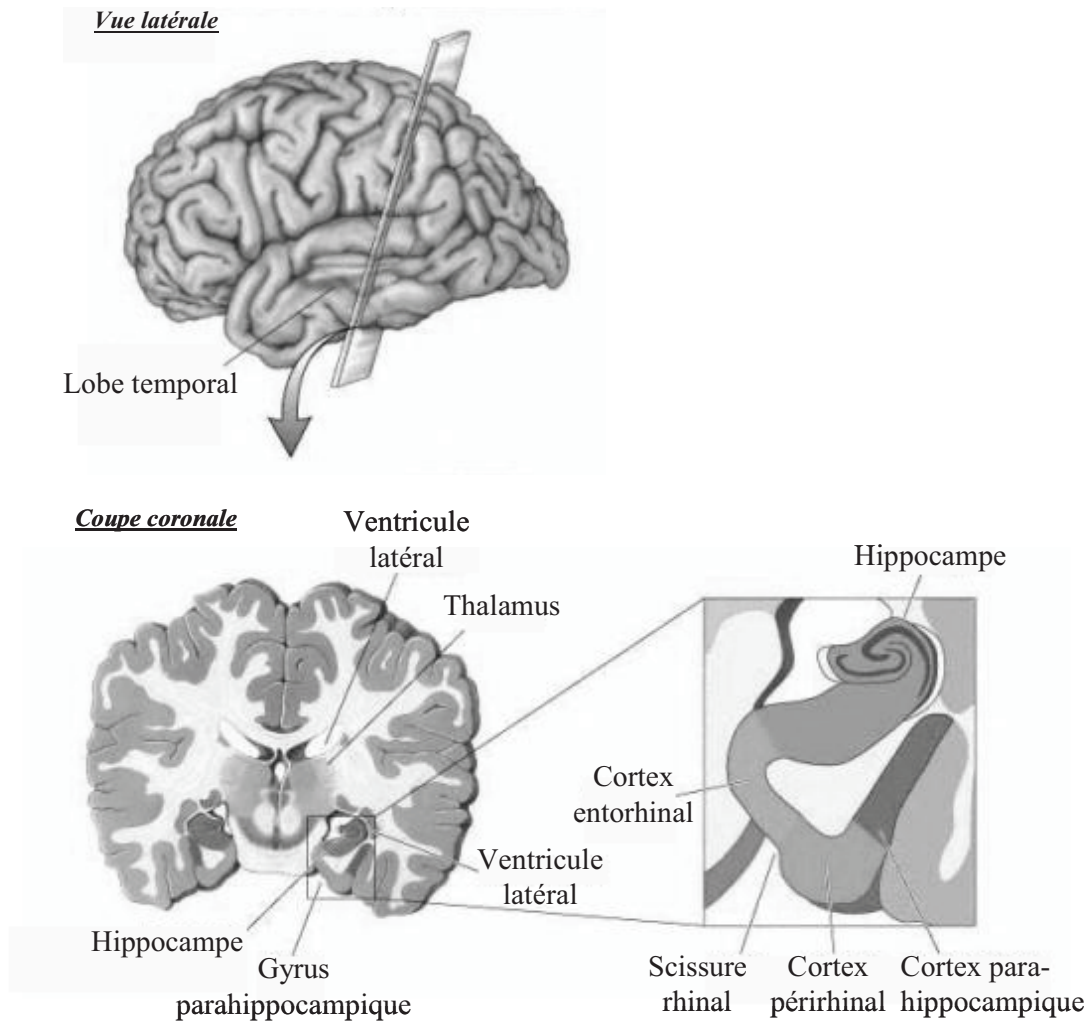 Vue latérale
Lobe temporal
Coupe coronale
Ventricule
latéral
Thalamus
Hippocampe
Cortex
entorhinal
Ventricule
latéral
Hippocampe
Gyrus
parahippocampique
Scissure
rhinal
Cortex
périrhinal
Cortex para-
hippocampique